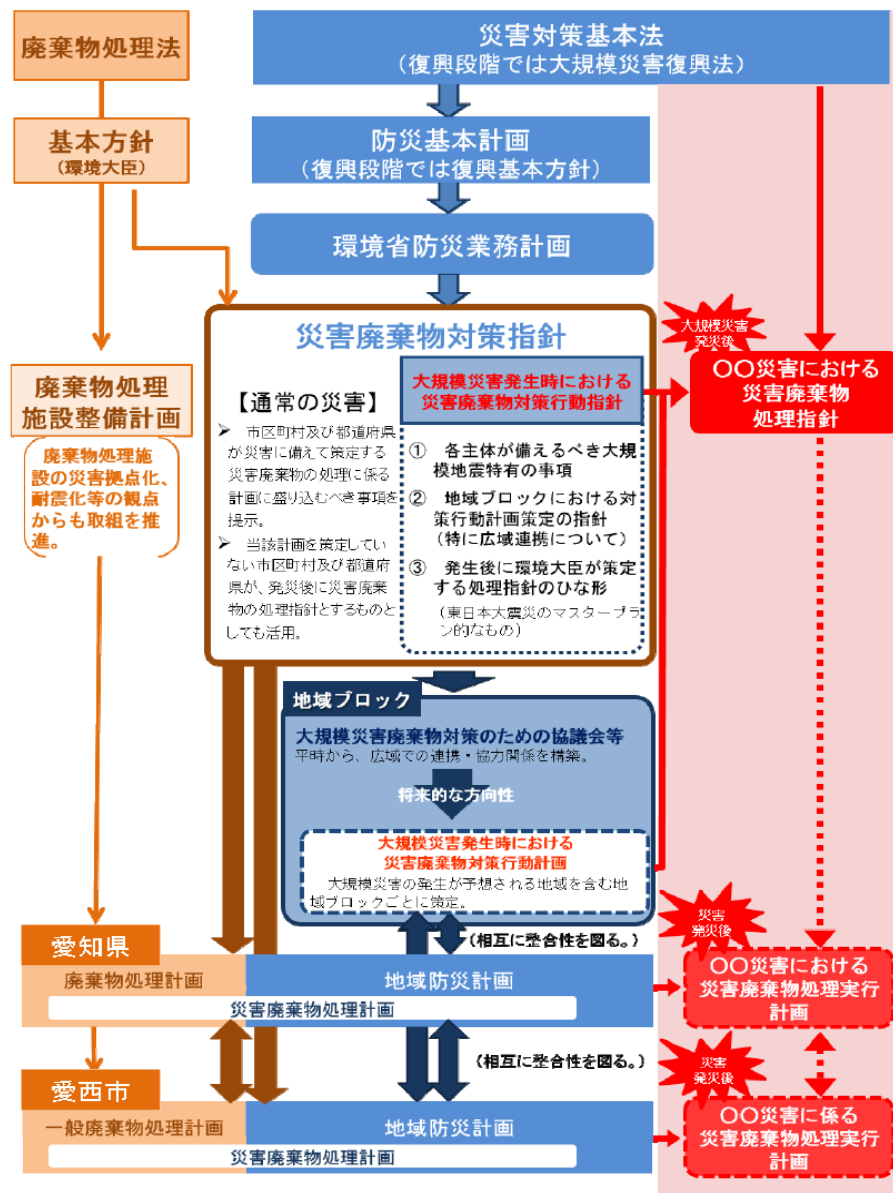 廃棄物処理法
災害対策基本法
(復興段階では大規模災害復興法)
基本方針
(環境大臣)
防災基本計画
(復興段階では復興基本方針)
環境省防災業務計画
災害廃棄物対策指針
【通常の災害】
➢ 市区町村及び都道府県
が災害に備えて策定する
災害廃棄物の処理に係る
計画に盛り込むべき事項を
提示。
➢ 当該計画を策定してい
ない市区町村及び都道府
県が、発災後に災害廃棄
物の処理指針とするものと
しても活用。
大規模災害発生時における
災害廃棄物対策行動指針
① 各主体が備えるべき大規
模地震特有の事項
② 地域ブロックにおける対
策行動計画策定の指針
(特に広域連携について)
③ 発生後に環境大臣が策定
する処理指針のひな形
(東日本大震災のマスタープラ
ン的なもの)
大規模災害
発災後
〇〇災害における
災害廃棄物
処理指針
廃棄物処理
施設整備計画
廃棄物処理施
設の災害拠点化、
耐震化等の観点
からも取組を推
進。
地域ブロック
大規模災害廃棄物対策のための協議会等
平時から、広域での連携・協力関係を構築。
将来的な方向性
大規模災害発生時における
災害廃棄物対策行動計画
大規模災害の発生が予想される地域を含む地
域ブロックごとに策定。
(相互に整合性を図る。)
災害
発災後
愛知県
廃棄物処理計画
地域防災計画
災害廃棄物処理計画
〇〇災害における
災害廃棄物処理実行
計画
(相互に整合性を図る。)
災害
発災後
愛西市
一般廃棄物処理計画
地域防災計画
災害廃棄物処理計画
〇〇災害に係る
災害廃棄物処理実行
計画